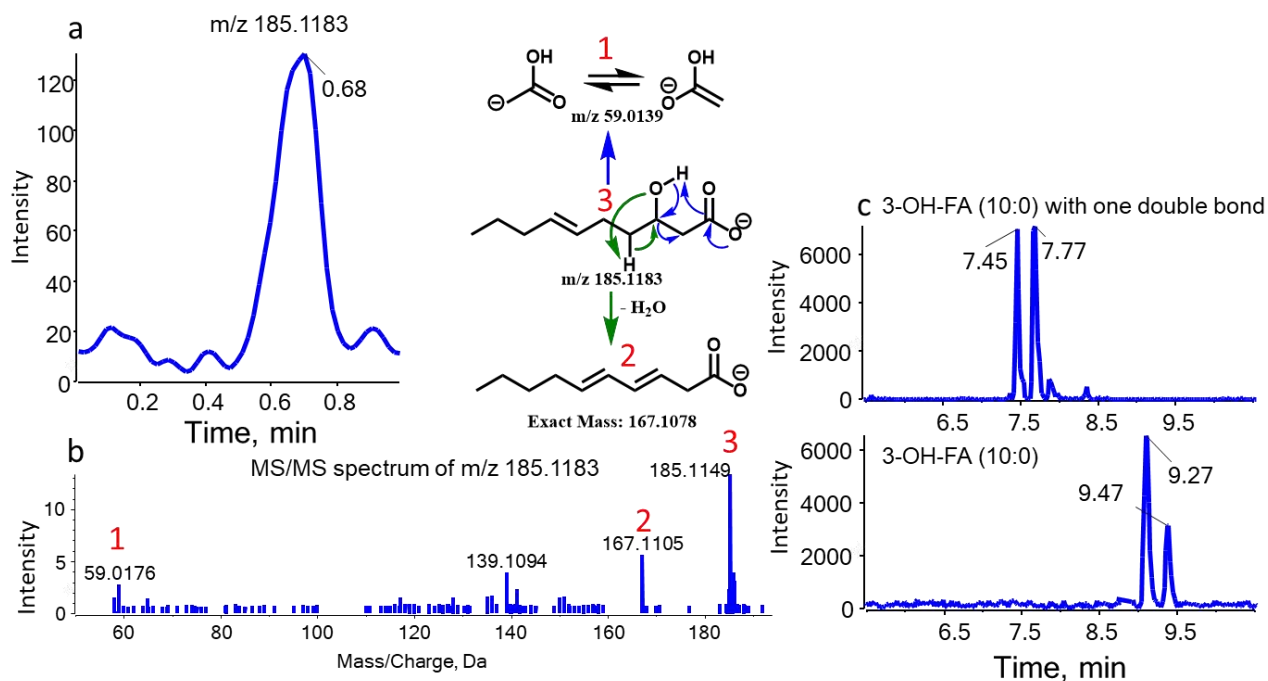 a
m/z 185.1183
0.68
Intensity
120
100
80
60
40
20
0
0.2 0.4 0.6 0.8
Time, min
1
OH
O
⊖
OH
⊖
O
m/z 59.0139
3
O
H
O
O
⊖
H
m/z 185.1183
- H₂O
2
O
O
⊖
Exact Mass: 167.1078
b
MS/MS spectrum of m/z 185.1183
3
185.1149
2
167.1105
139.1094
1
59.0176
Intensity
10
5
0
60 80 100 120 140 160 180
Mass/Charge, Da
c 3-OH-FA (10:0) with one double bond
7.45
7.77
Intensity
6000
4000
2000
0
6.5 7.5 8.5 9.5
3-OH-FA (10:0)
9.47
9.27
Intensity
6000
4000
2000
0
6.5 7.5 8.5 9.5
Time, min